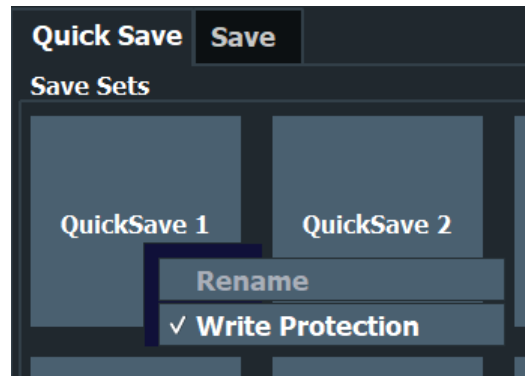 Quick Save Save
Save Sets
QuickSave 1 QuickSave 2
Rename
✓ Write Protection